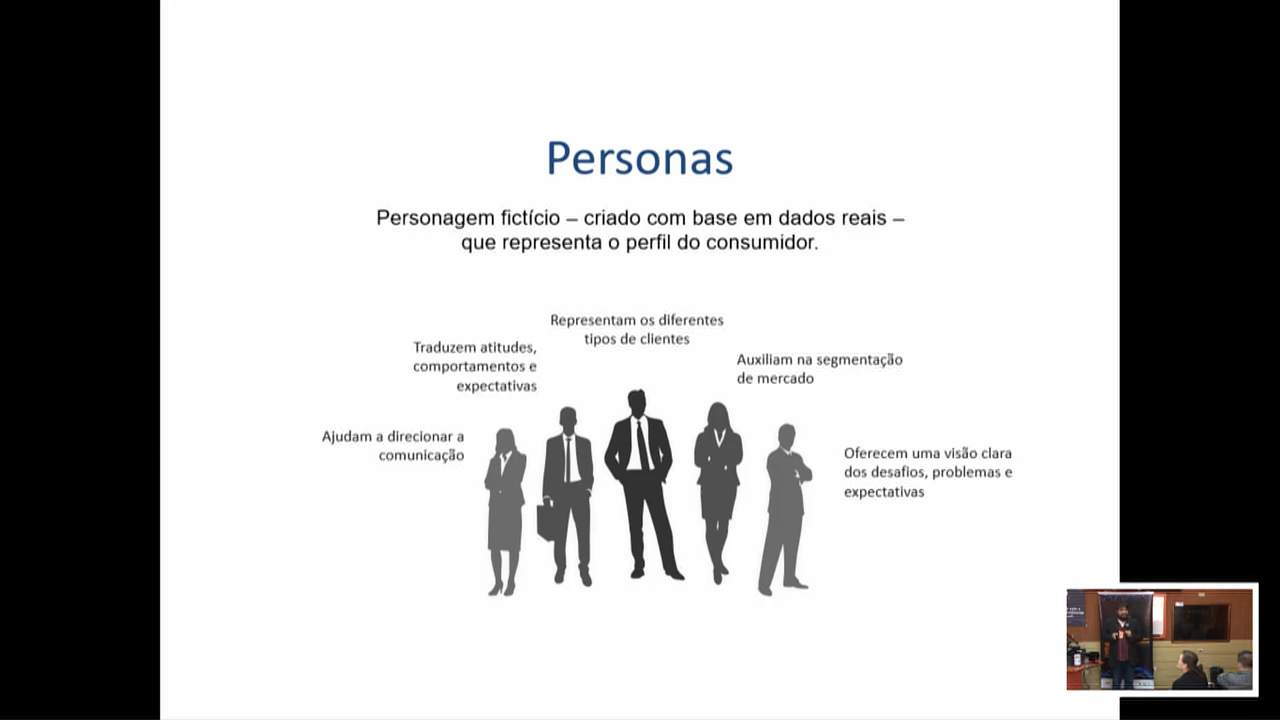 Personas
Personagem fictício – criado com base em dados reais –
que representa o perfil do consumidor.
Representam os diferentes
tipos de clientes
Traduzem atitudes,
comportamentos e
expectativas
Auxiliam na segmentação
de mercado
Ajudam a direcionar a
comunicação
Oferecem uma visão clara
dos desafios, problemas e
expectativas